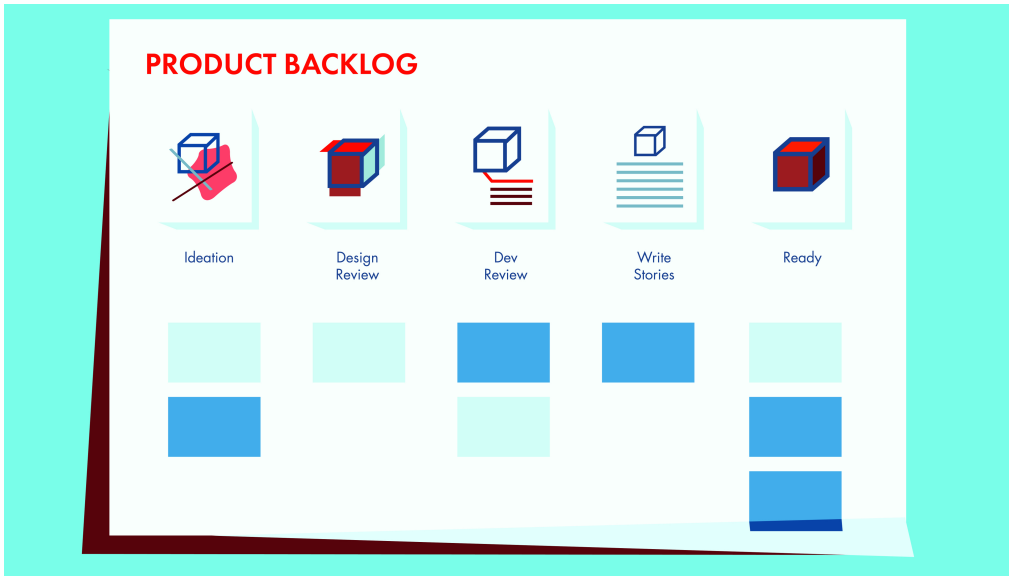 PRODUCT BACKLOG
Ideation
Design
Review
Dev
Review
Write
Stories
Ready